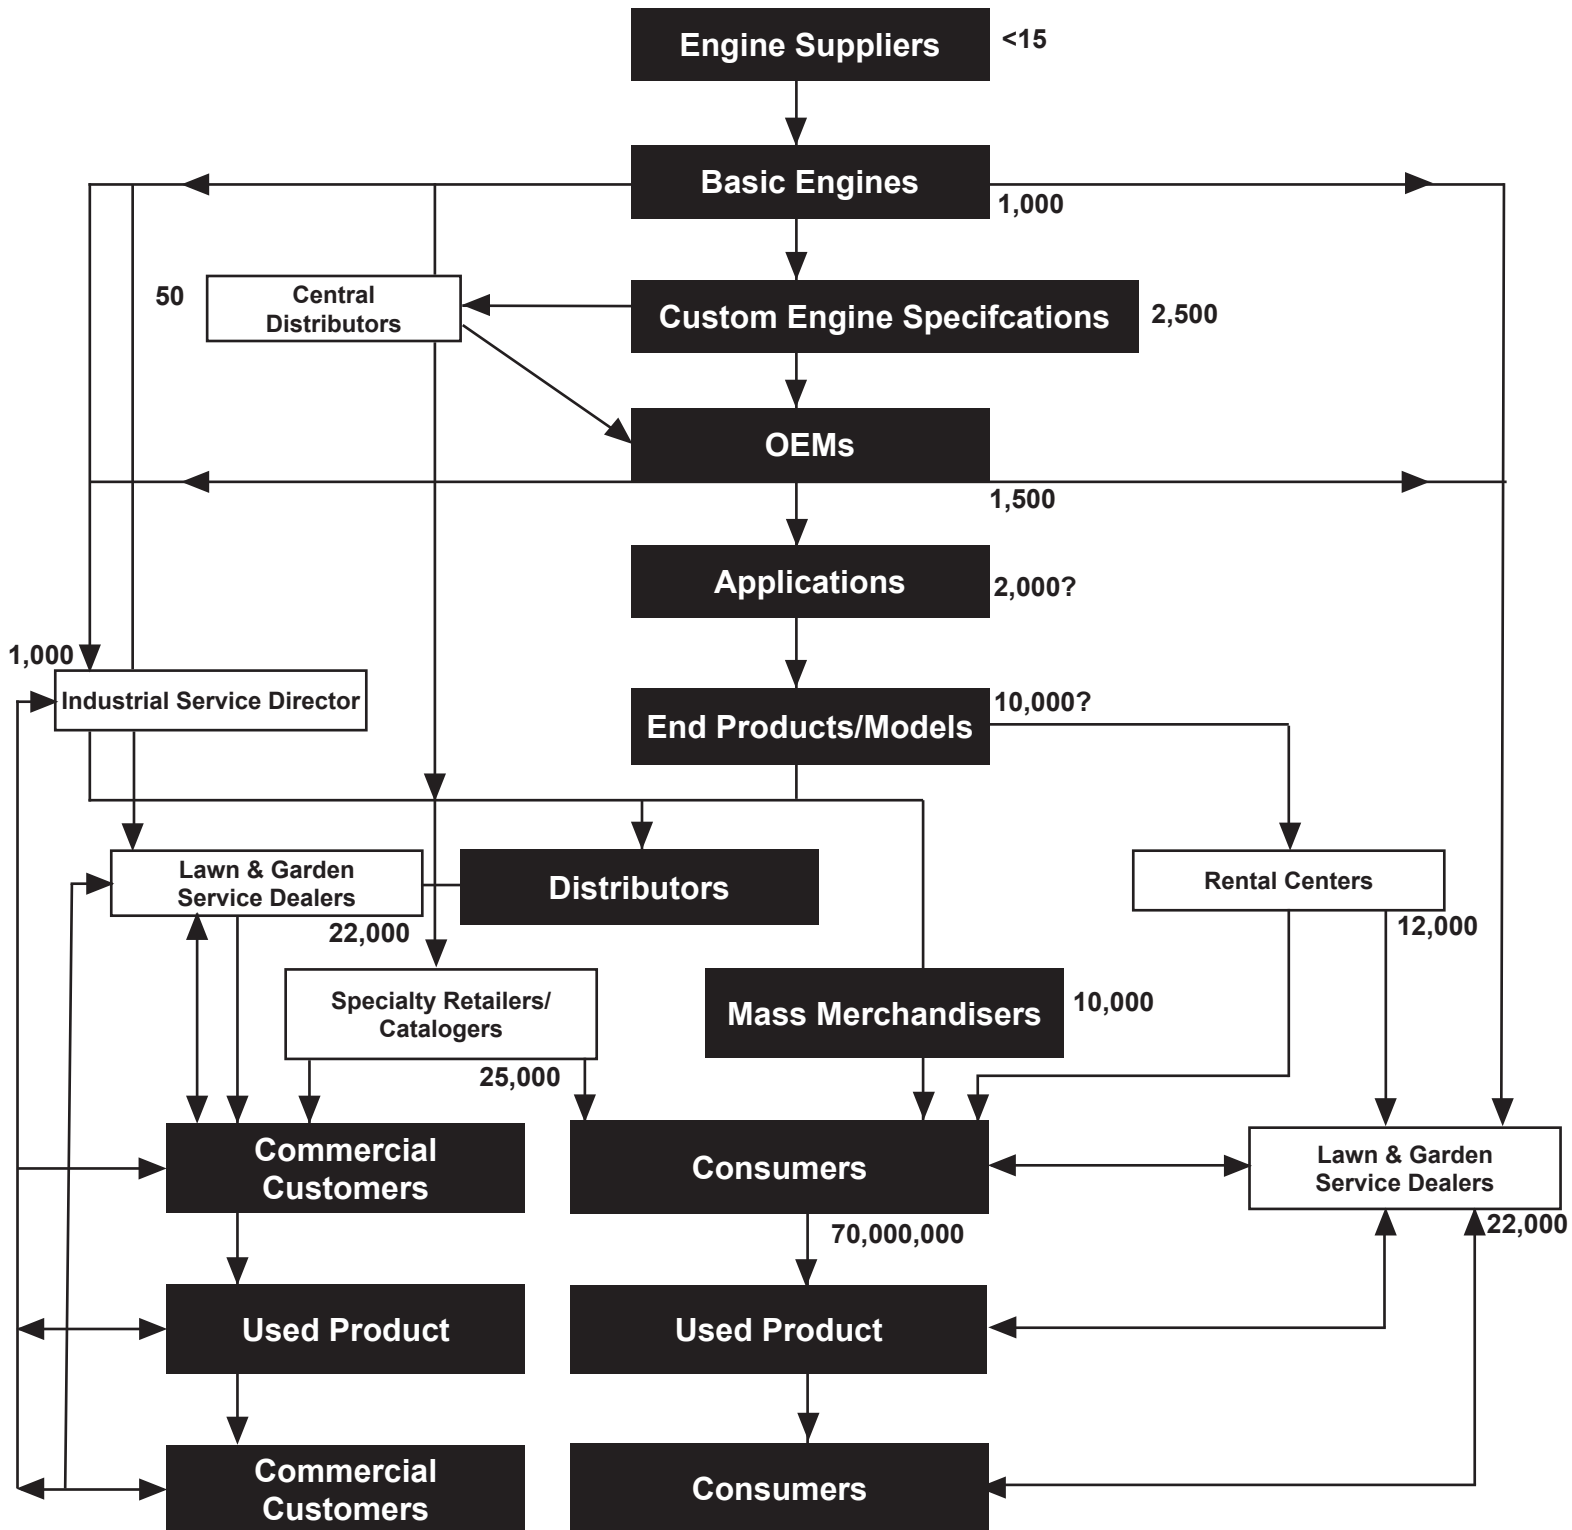 Engine Suppliers
<15
Basic Engines
1,000
50
Central
Distributors
Custom Engine Specifcations
2,500
OEMs
1,500
Applications
2,000?
1,000
Industrial Service Director
End Products/Models
10,000?
Lawn & Garden
Service Dealers
22,000
Distributors
Rental Centers
12,000
Specialty Retailers/
Catalogers
25,000
Mass Merchandisers
10,000
Commercial
Customers
Consumers
70,000,000
Lawn & Garden
Service Dealers
22,000
Used Product
Used Product
Commercial
Customers
Consumers